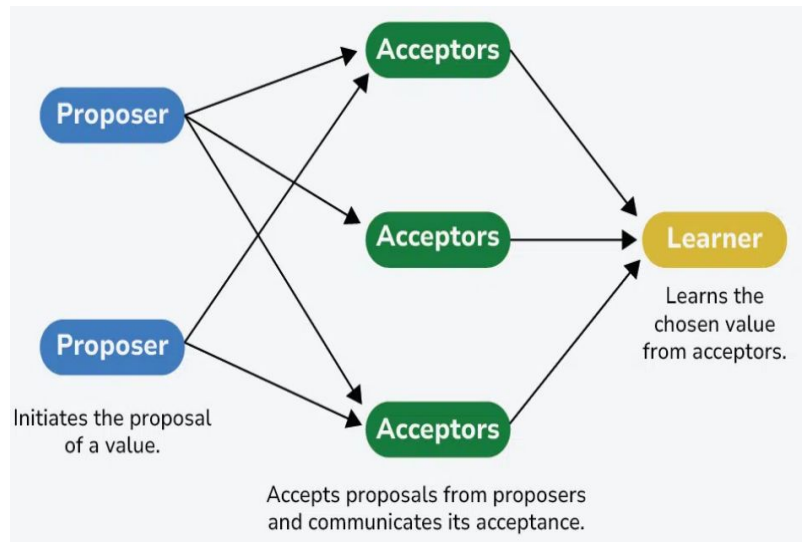 Proposer
Proposer
Initiates the proposal
of a value.
Acceptors
Acceptors
Acceptors
Accepts proposals from proposers
and communicates its acceptance.
Learner
Learns the
chosen value
from acceptors.